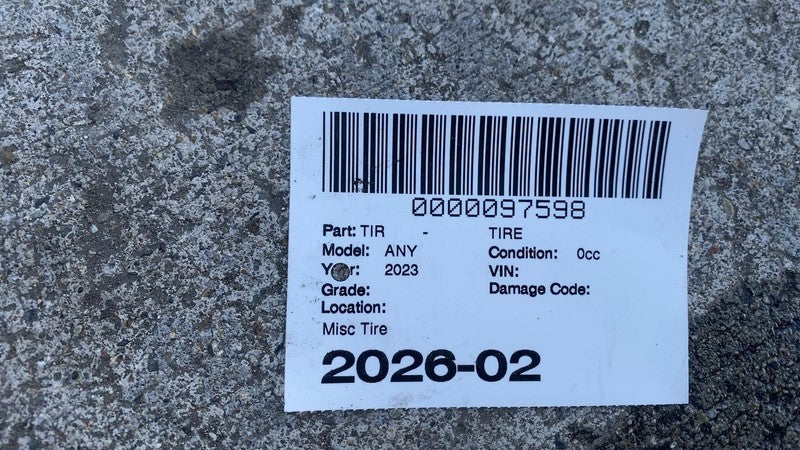 0000097598
Part: TIR - TIRE
Model: ANY Condition: 0cc
Year: 2023 VIN:
Grade: Damage Code:
Location:
Misc Tire
2026-02